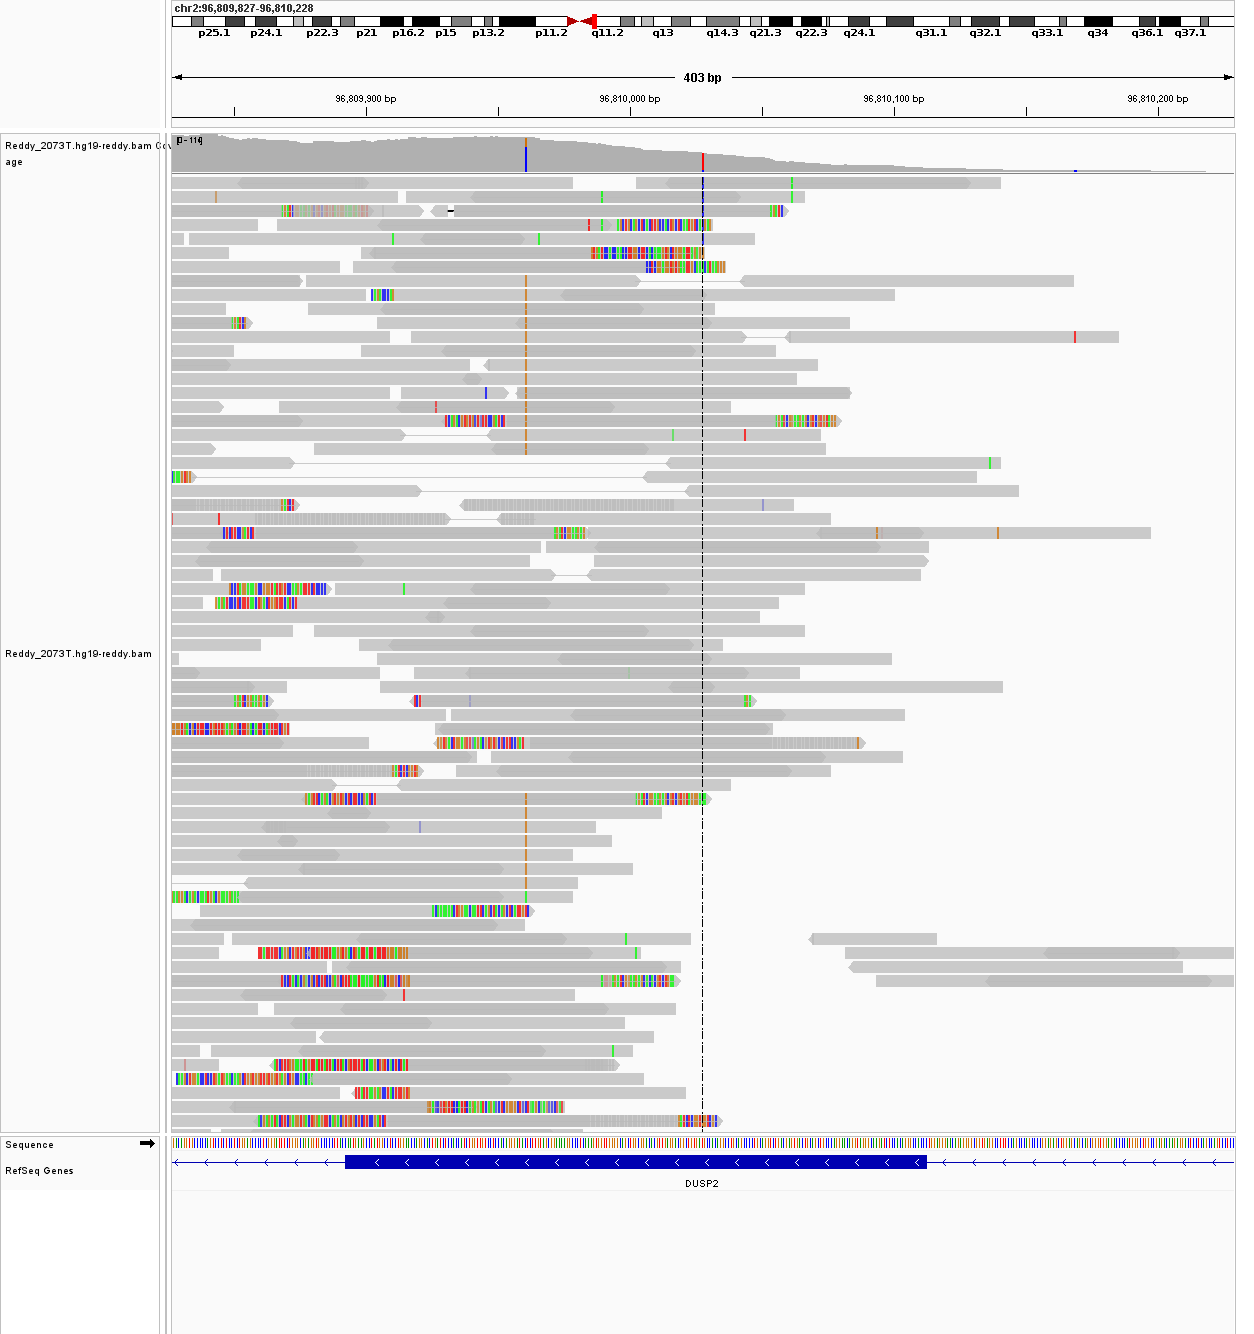 chr2:96,809,827-96,810,228
p25.1 p24.1 p22.3 p21 p16.2 p15 p13.2 p11.2 q11.2 q13 q14.3 q21.3 q22.3 q24.1 q31.1 q32.1 q33.1 q34 q36.1 q37.1
403 bp
96,809,900 bp 96,810,000 bp 96,810,100 bp 96,810,200 bp
Reddy_2073T.hg19-reddy.bam Cov
age
Reddy_2073T.hg19-reddy.bam
Sequence
RefSeq Genes
DUSP2